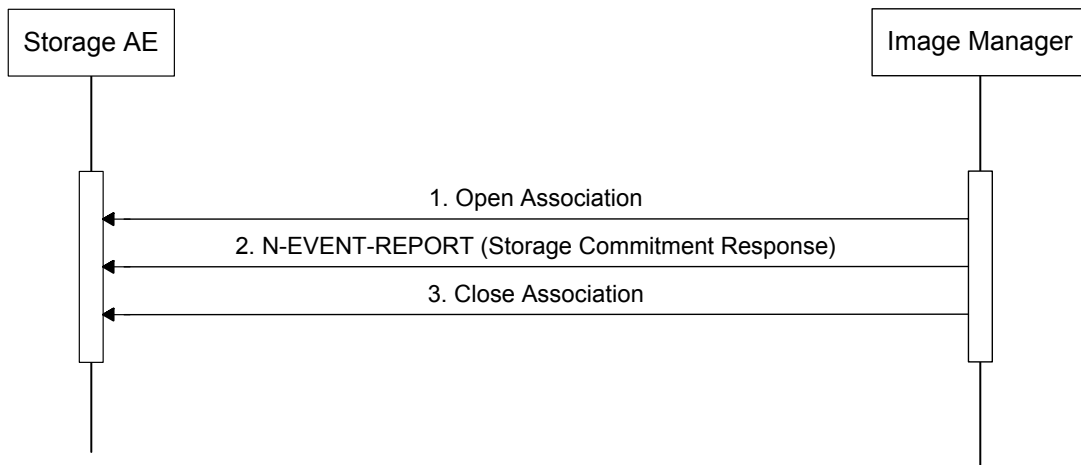 Storage AE
Image Manager
1. Open Association
2. N-EVENT-REPORT (Storage Commitment Response)
3. Close Association